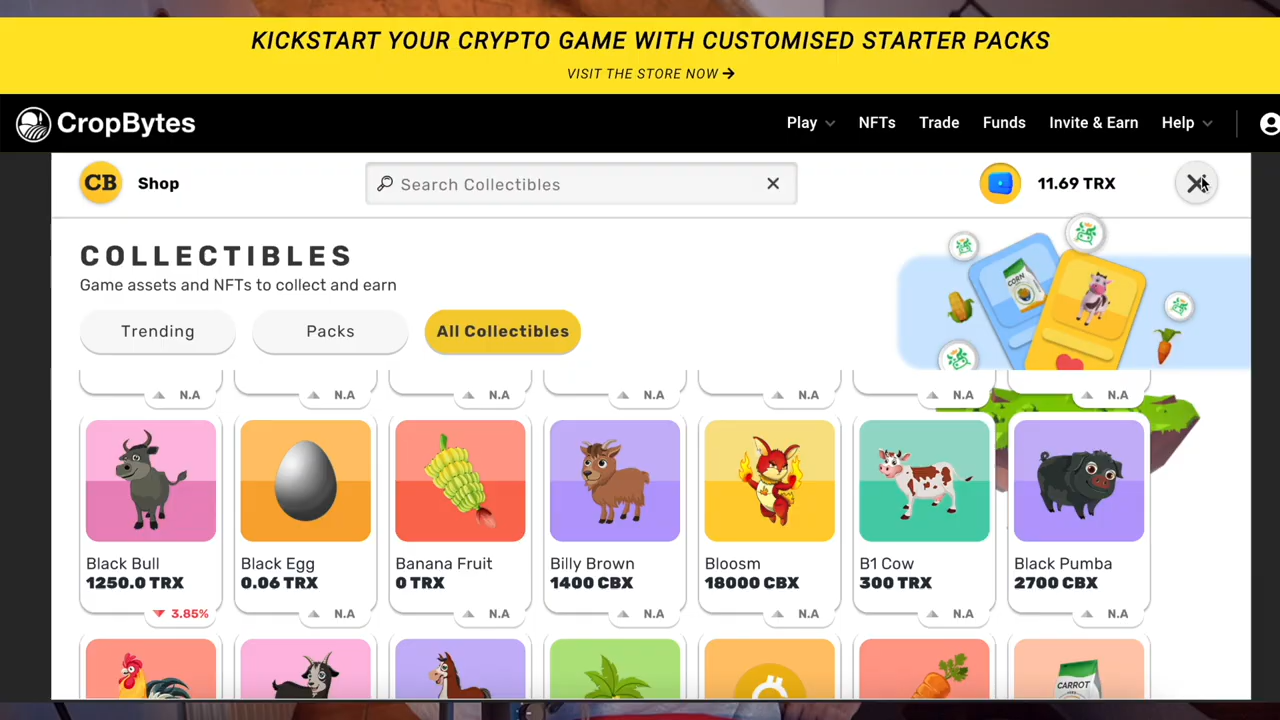 KICKSTART YOUR CRYPTO GAME WITH CUSTOMISED STARTER PACKS
VISIT THE STORE NOW →
CropBytes
Play
NFTs
Trade
Funds
Invite & Earn
Help
CB
Shop
Search Collectibles
11.69 TRX
COLLECTIBLES
Game assets and NFTs to collect and earn
Trending
Packs
All Collectibles
CORN
N.A
N.A
N.A
N.A
N.A
N.A
N.A
Black Bull
1250.0 TRX
3.85%
Black Egg
0.06 TRX
N.A
Banana Fruit
0 TRX
N.A
Billy Brown
1400 CBX
N.A
Bloosm
18000 CBX
N.A
B1 Cow
300 TRX
N.A
Black Pumba
2700 CBX
N.A
CARROT